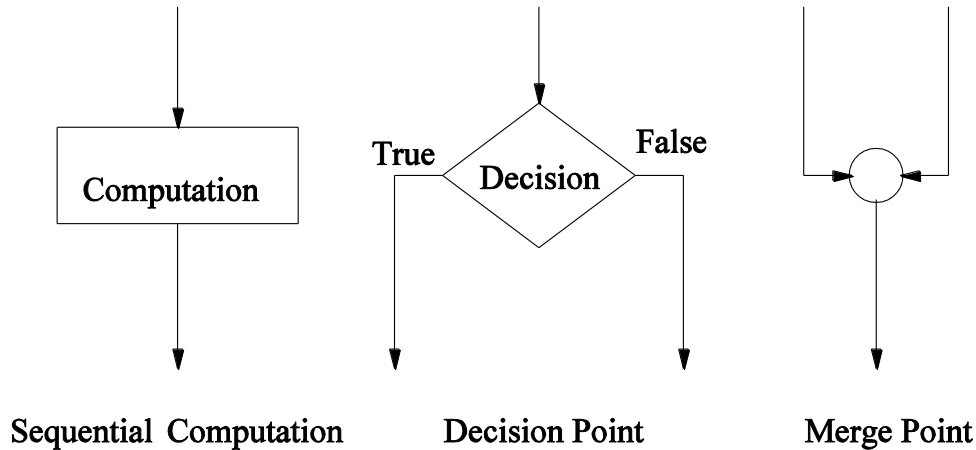 Computation
True
Decision
False
Sequential Computation
Decision Point
Merge Point